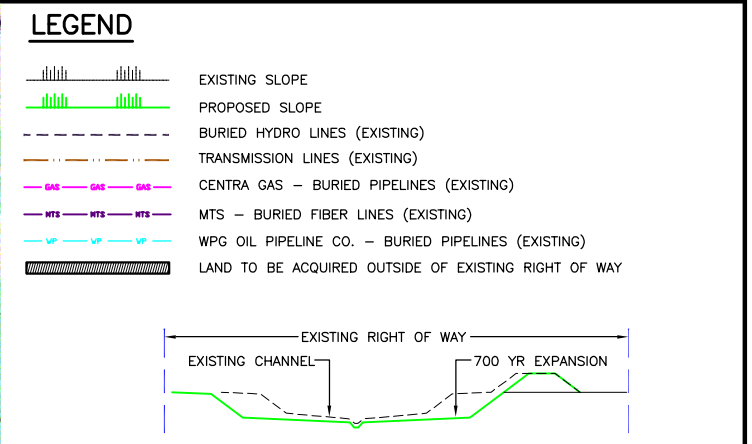 LEGEND
EXISTING SLOPE
PROPOSED SLOPE
BURIED HYDRO LINES (EXISTING)
TRANSMISSION LINES (EXISTING)
GAS GAS GAS CENTRA GAS – BURIED PIPELINES (EXISTING)
MTS MTS MTS MTS – BURIED FIBER LINES (EXISTING)
WP WP WP WPG OIL PIPELINE CO. – BURIED PIPELINES (EXISTING)
LAND TO BE ACQUIRED OUTSIDE OF EXISTING RIGHT OF WAY
EXISTING RIGHT OF WAY
EXISTING CHANNEL 700 YR EXPANSION